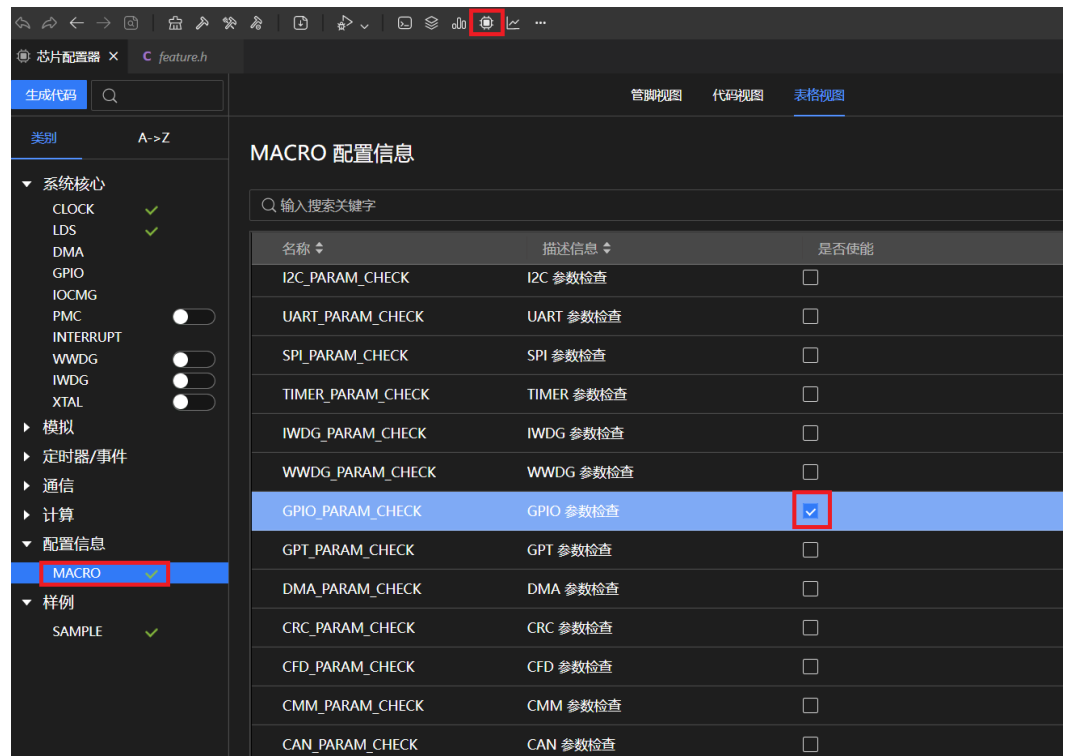 芯片配置器 × C feature.h
生成代码
管脚视图 代码视图 表格视图
类别 A->Z
MACRO 配置信息
系统核心
CLOCK
LDS
DMA
GPIO
IOCMG
PMC
INTERRUPT
WWDG
IWDG
XTAL
模拟
定时器/事件
通信
计算
配置信息
MACRO
样例
SAMPLE
输入搜索关键字
名称 描述信息 是否使能
I2C_PARAM_CHECK I2C 参数检查
UART_PARAM_CHECK UART 参数检查
SPI_PARAM_CHECK SPI 参数检查
TIMER_PARAM_CHECK TIMER 参数检查
IWDG_PARAM_CHECK IWDG 参数检查
WWDG_PARAM_CHECK WWDG 参数检查
GPIO_PARAM_CHECK GPIO 参数检查
GPT_PARAM_CHECK GPT 参数检查
DMA_PARAM_CHECK DMA 参数检查
CRC_PARAM_CHECK CRC 参数检查
CFD_PARAM_CHECK CFD 参数检查
CMM_PARAM_CHECK CMM 参数检查
CAN_PARAM_CHECK CAN 参数检查